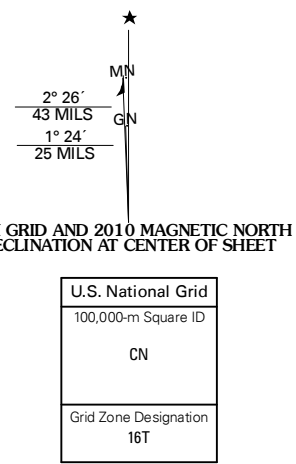 ★
MN
2° 26´
43 MILS
GN
1° 24´
25 MILS
GRID AND 2010 MAGNETIC NORTH
ECLINATION AT CENTER OF SHEET
U.S. National Grid
100,000-m Square ID
CN
Grid Zone Designation
16T